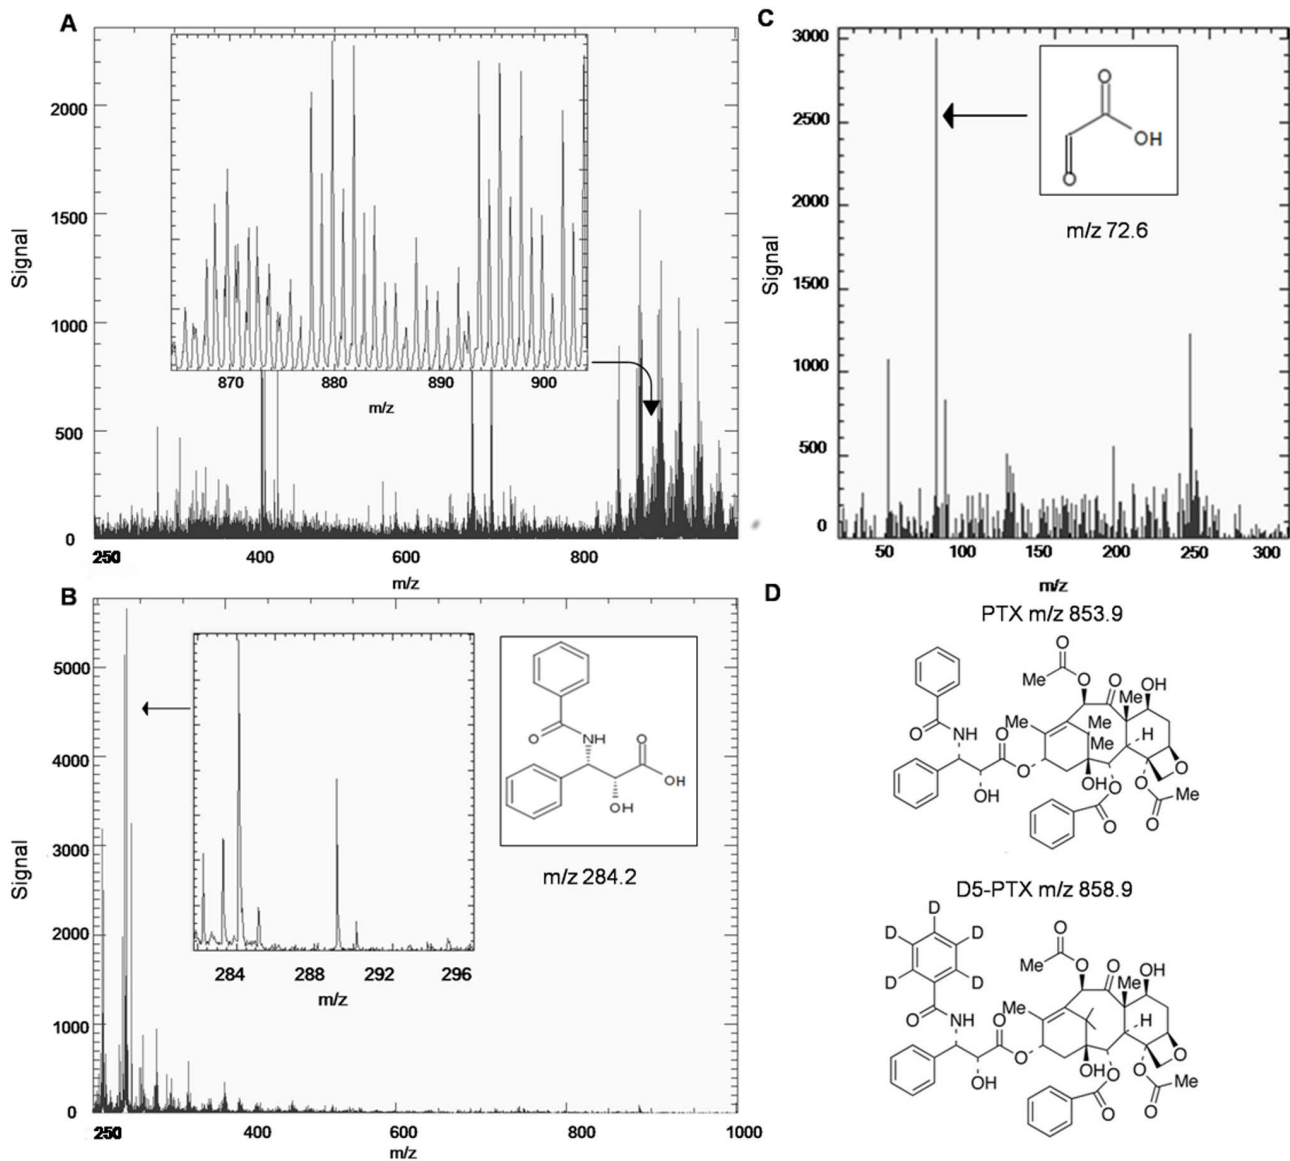 A
Signal
2000
1500
1000
500
0
870
880
890
900
m/z
250
400
600
800
m/z
B
Signal
5000
4000
3000
2000
1000
0
284
288
292
296
m/z
O
NH
O
OH
OH
m/z 284.2
250
400
600
800
1000
m/z
C
Signal
3000
2500
2000
1500
1000
500
0
O
OH
O
m/z 72.6
50
100
150
200
250
300
m/z
D
PTX m/z 853.9
O
Me
O
O
OH
Me
O
NH
O
Me
Me
Me
H
O
OH
OH
O
O
O
Me
O
O
D5-PTX m/z 858.9
D
D
D
D
D
O
Me
O
O
OH
Me
O
NH
O
Me
H
O
OH
OH
O
O
O
Me
O
O